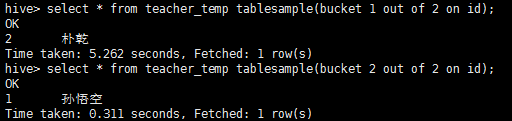 hive> select * from teacher_temp tablesample(bucket 1 out of 2 on id);
OK
2 朴乾
Time taken: 5.262 seconds, Fetched: 1 row(s)
hive> select * from teacher_temp tablesample(bucket 2 out of 2 on id);
OK
1 孙悟空
Time taken: 0.311 seconds, Fetched: 1 row(s)